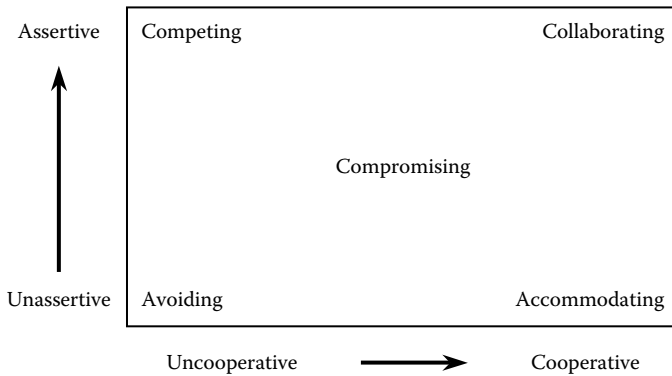 Assertive Competing Collaborating
Compromising
Unassertive Avoiding Accommodating
Uncooperative Cooperative